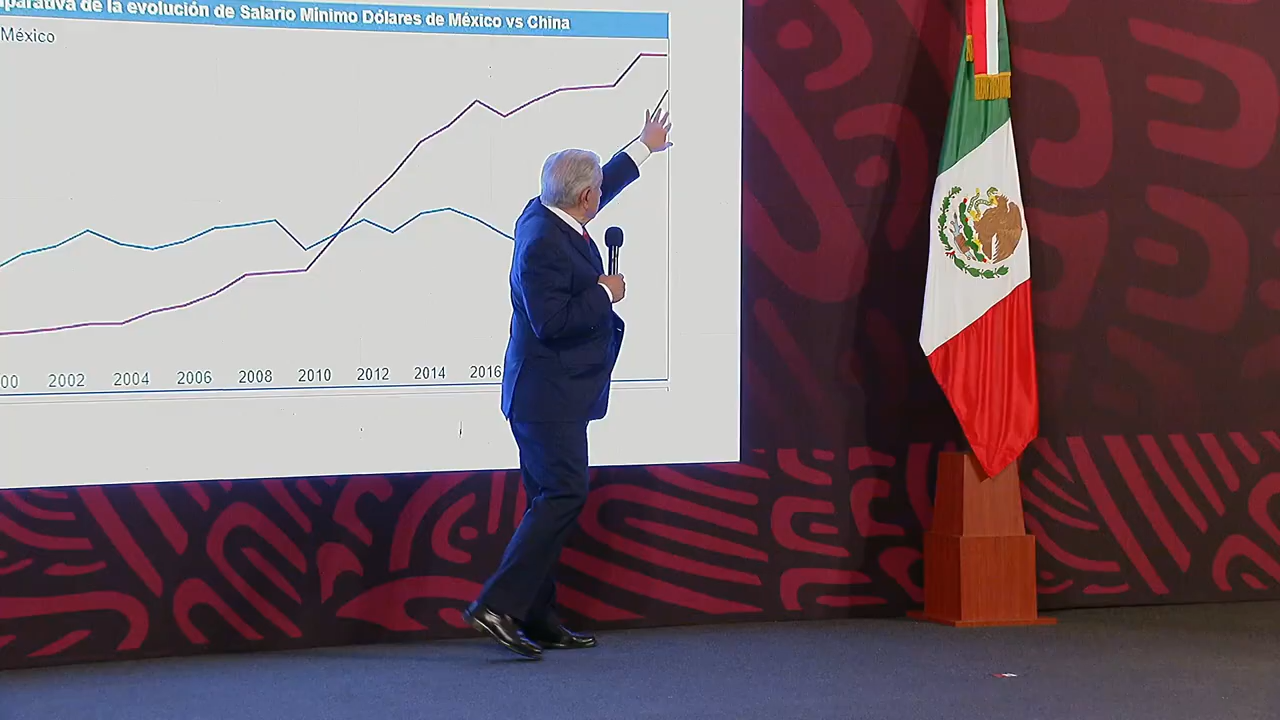 de la evolución de Salario Mínimo Dólares de México vs China
México
2002 2004 2006 2008 2010 2012 2014 2016